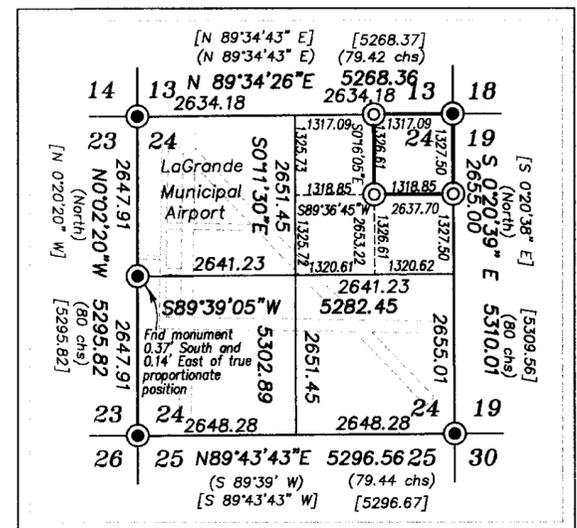 [N 89°34'43" E] [5268.37]
(N 89°34'43" E) (79.42 chs)
N 89°34'26"E 5268.36
14 13 2634.18 2634.18 13 18
23 24 24 19
1317.09 1317.09
1325.73
S0°16'05"E
1326.61
1327.50
LaGrande
Municipal
Airport
S0°11'30"E
2651.45
1318.85 1318.85
S89°36'45"W 2637.70
1325.72
2653.22
1326.61
1327.50
1320.61 1320.62
[N 0°20'20" W]
(North)
N0°02'20"W
2647.91
2641.23 2641.23
S89°39'05"W 5282.45
Fnd monument
0.37' South and
0.14' East of true
proportionate
position
2647.91
5295.82
(80 chs)
[5295.82]
5302.89
2651.45
2655.00
S 0°20'39" E
(North)
[S 0°20'38" E]
2655.01
5310.01
(80 chs)
[5309.56]
23 24 2648.28 2648.28 24 19
26 25 N89°43'43"E 5296.56 25 30
(S 89°39' W) (79.44 chs)
[S 89°43'43" W] [5296.67]